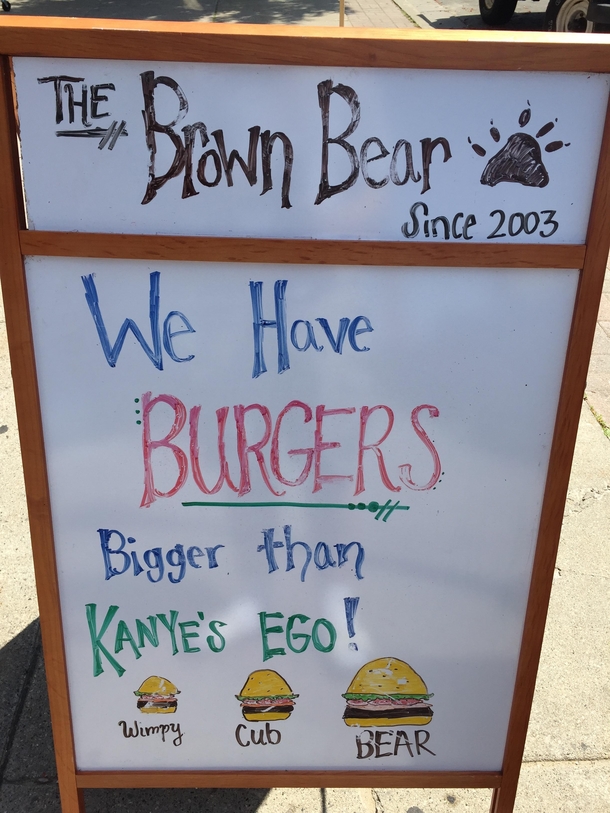 THE Brown Bear
Since 2003
We Have
BURGERS
Bigger than
KANYE'S EGO!
Wimpy Cub BEAR